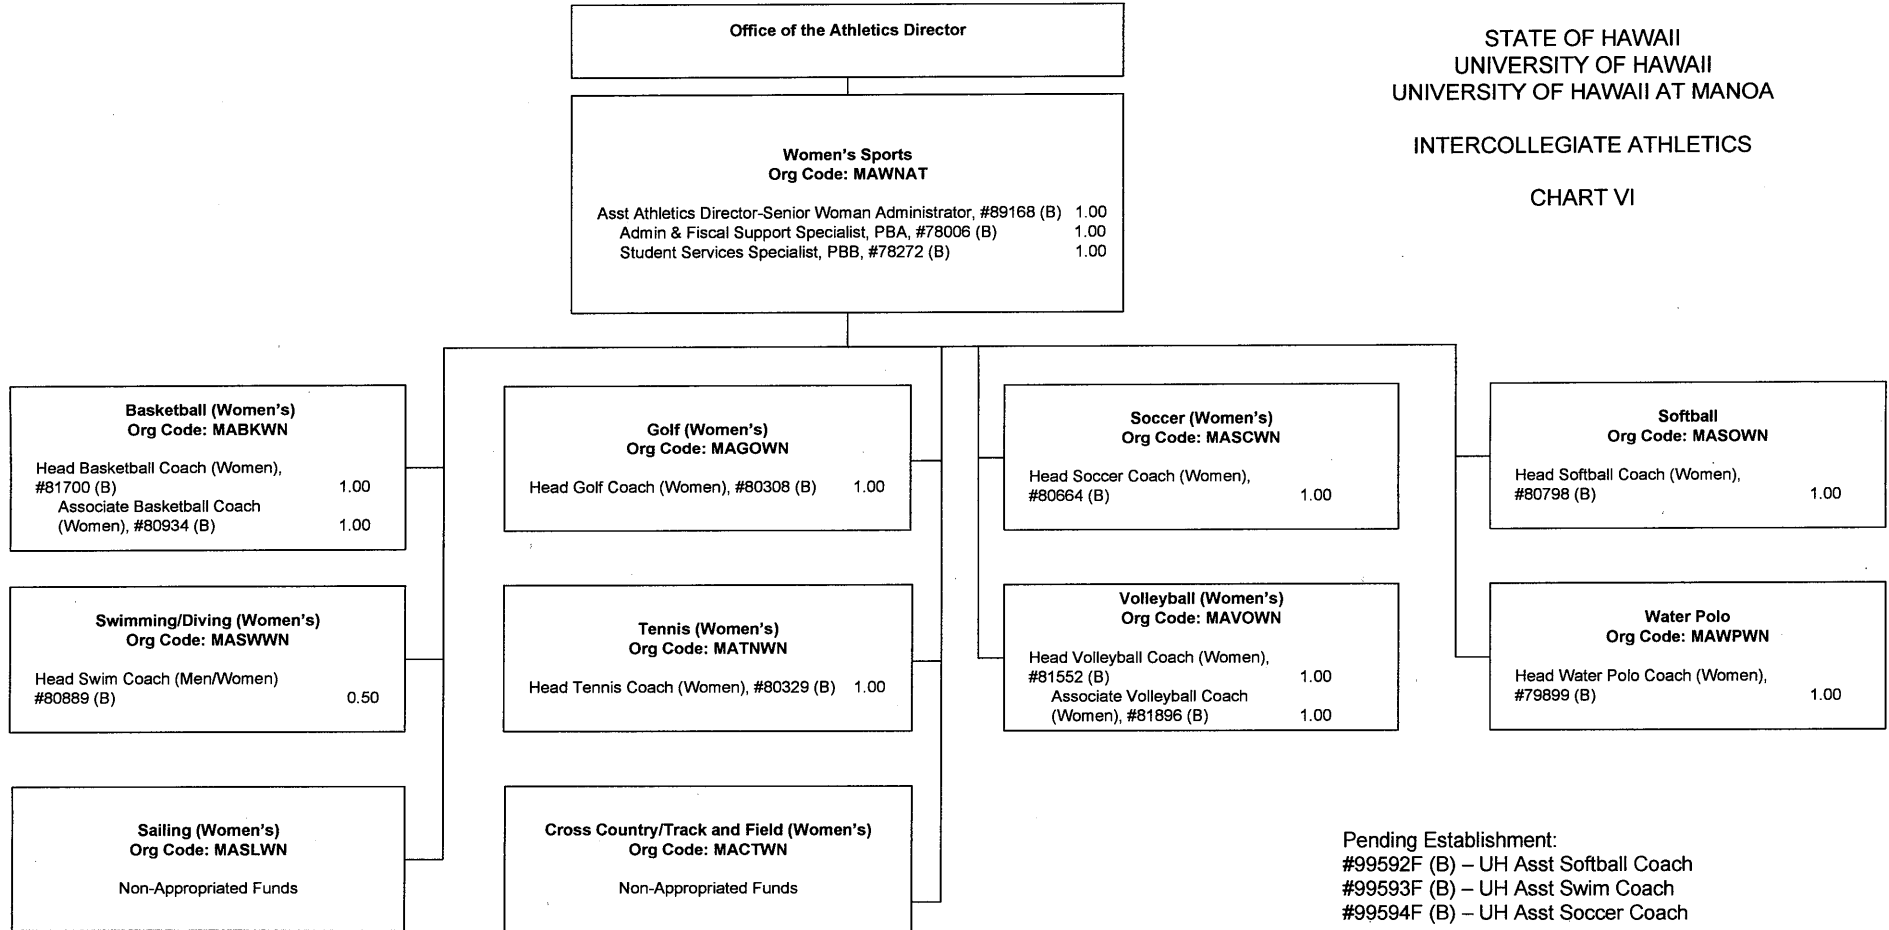 Office of the Athletics Director
STATE OF HAWAII
UNIVERSITY OF HAWAII
UNIVERSITY OF HAWAII AT MANOA
INTERCOLLEGIATE ATHLETICS
CHART VI
Women's Sports
Org Code: MAWNAT
Asst Athletics Director-Senior Woman Administrator, #89168 (B) 1.00
Admin & Fiscal Support Specialist, PBA, #78006 (B) 1.00
Student Services Specialist, PBB, #78272 (B) 1.00
Basketball (Women's)
Org Code: MABKWN
Head Basketball Coach (Women),
#81700 (B) 1.00
Associate Basketball Coach
(Women), #80934 (B) 1.00
Golf (Women's)
Org Code: MAGOWN
Head Golf Coach (Women), #80308 (B) 1.00
Soccer (Women's)
Org Code: MASCWN
Head Soccer Coach (Women),
#80664 (B) 1.00
Softball
Org Code: MASOWN
Head Softball Coach (Women),
#80798 (B) 1.00
Swimming/Diving (Women's)
Org Code: MASWWN
Head Swim Coach (Men/Women)
#80889 (B) 0.50
Tennis (Women's)
Org Code: MATNWN
Head Tennis Coach (Women), #80329 (B) 1.00
Volleyball (Women's)
Org Code: MAVOWN
Head Volleyball Coach (Women),
#81552 (B) 1.00
Associate Volleyball Coach
(Women), #81896 (B) 1.00
Water Polo
Org Code: MAWPWN
Head Water Polo Coach (Women),
#79899 (B) 1.00
Sailing (Women's)
Org Code: MASLWN
Non-Appropriated Funds
Cross Country/Track and Field (Women's)
Org Code: MACTWN
Non-Appropriated Funds
Pending Establishment:
#99592F (B) – UH Asst Softball Coach
#99593F (B) – UH Asst Swim Coach
#99594F (B) – UH Asst Soccer Coach